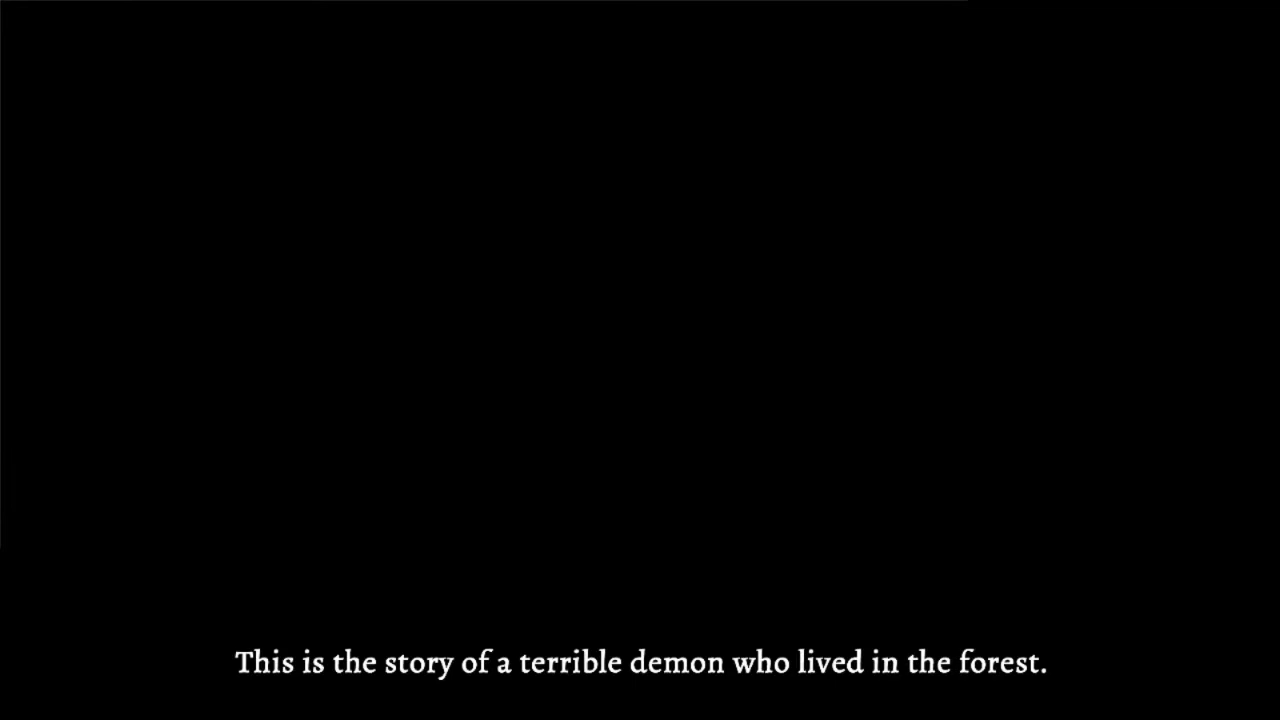 This is the story of a terrible demon who lived in the forest.